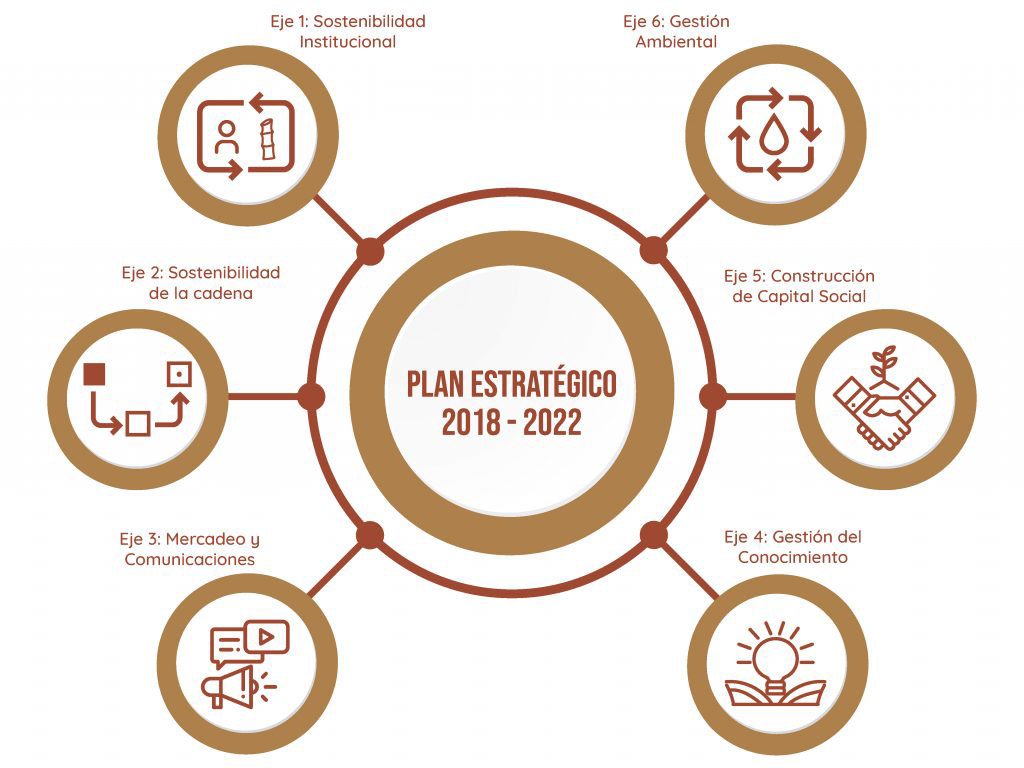 Eje 1: Sostenibilidad
Institucional
Eje 6: Gestión
Ambiental
Eje 2: Sostenibilidad
de la cadena
Eje 5: Construcción
de Capital Social
PLAN ESTRATÉGICO
2018 - 2022
Eje 3: Mercadeo y
Comunicaciones
Eje 4: Gestión del
Conocimiento